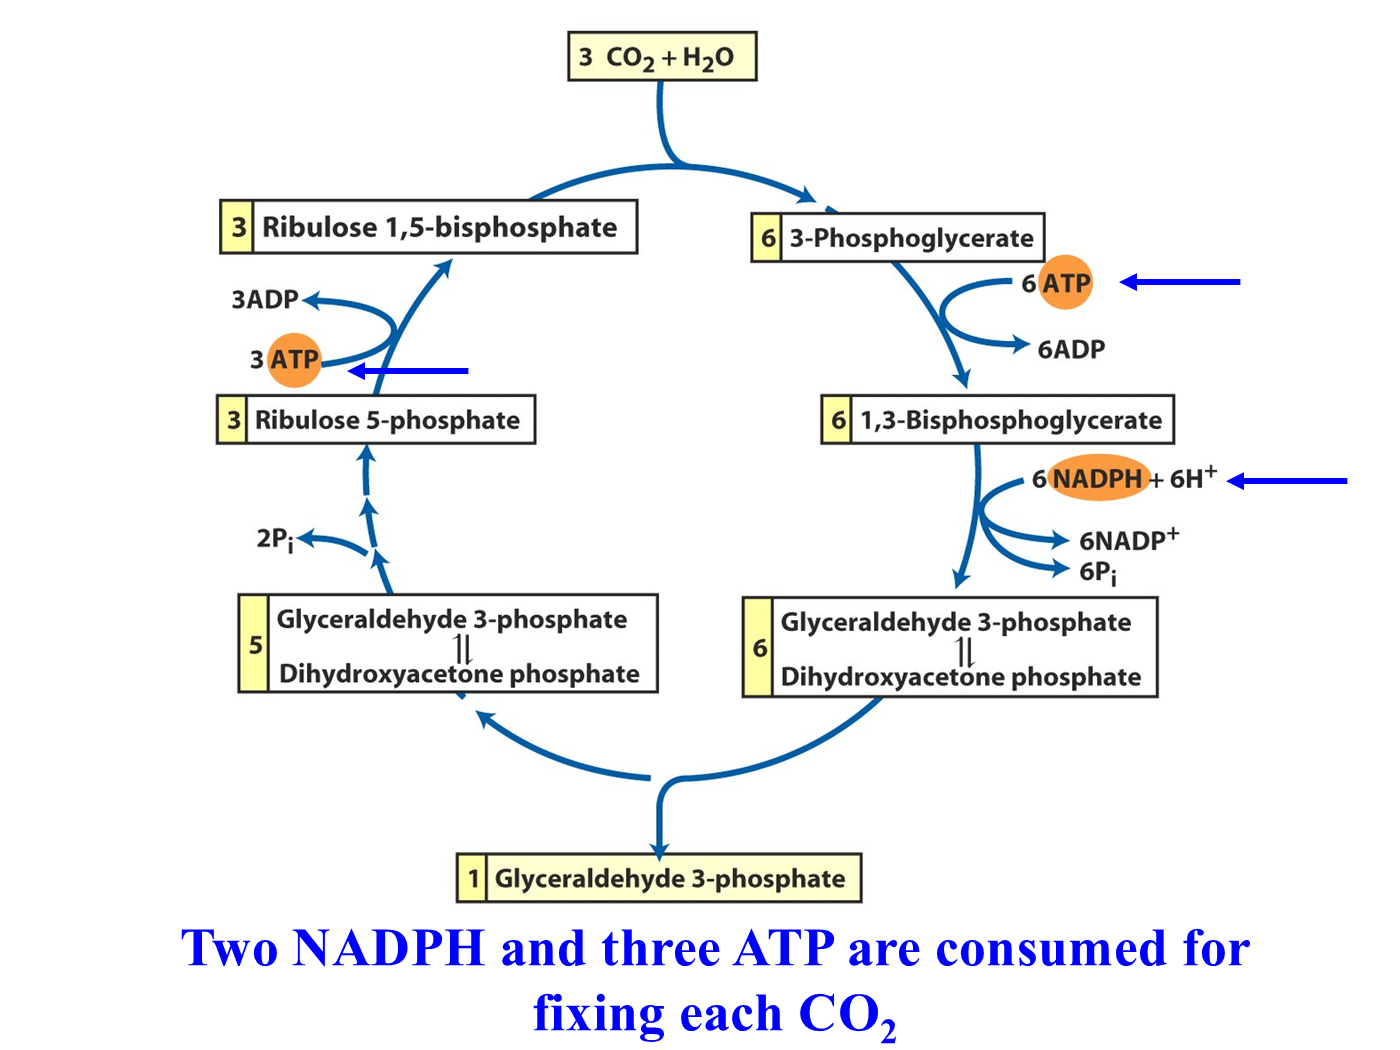 3 CO₂ + H₂O
3 Ribulose 1,5-bisphosphate
6 3-Phosphoglycerate
6 ATP
3ADP
6ADP
3 ATP
3 Ribulose 5-phosphate
6 1,3-Bisphosphoglycerate
6 NADPH + 6H⁺
2Pᵢ
6NADP⁺
6Pᵢ
5
Glyceraldehyde 3-phosphate
⇌
Dihydroxyacetone phosphate
6
Glyceraldehyde 3-phosphate
⇌
Dihydroxyacetone phosphate
1 Glyceraldehyde 3-phosphate
Two NADPH and three ATP are consumed for
fixing each CO₂